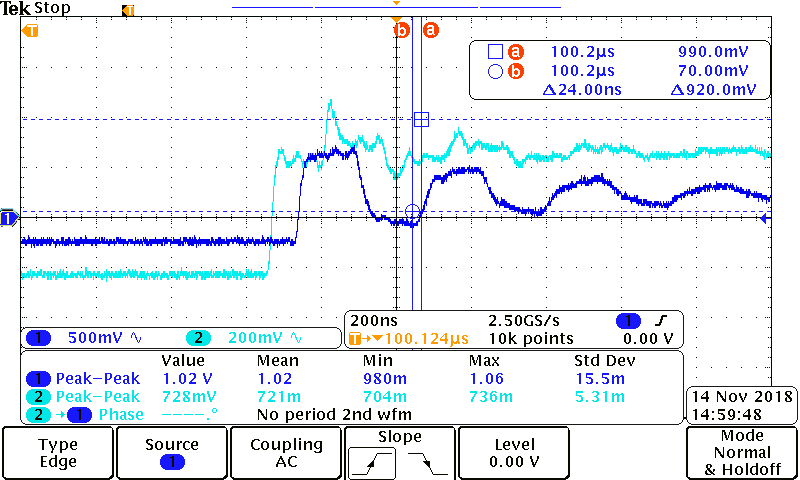 Tek Stop
T
T
b a
a 100.2µs 990.0mV
b 100.2µs 70.00mV
Δ24.00ns Δ920.0mV
T
1 500mV ∿ 2 200mV ∿
200ns 2.50GS/s 1
T→▼100.124µs 10k points 0.00 V
Value Mean Min Max Std Dev
1 Peak−Peak 1.02 V 1.02 980m 1.06 15.5m
2 Peak−Peak 728mV 721m 704m 736m 5.31m
2 → 1 Phase −−−−.° No period 2nd wfm
14 Nov 2018
14:59:48
Type
Edge
Source
1
Coupling
AC
Slope
Level
0.00 V
Mode
Normal
& Holdoff